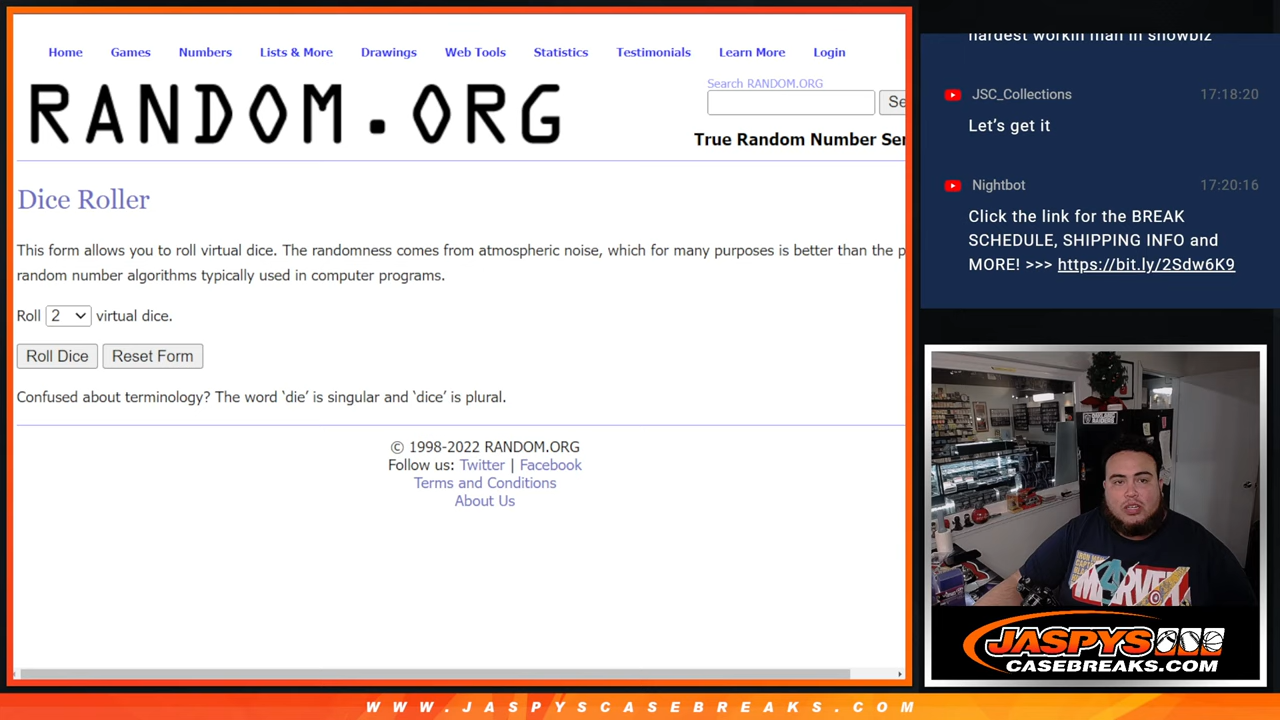 Home Games Numbers Lists & More Drawings Web Tools Statistics Testimonials Learn More Login
RANDOM.ORG
Search RANDOM.ORG
Se
True Random Number Ser
Dice Roller
This form allows you to roll virtual dice. The randomness comes from atmospheric noise, which for many purposes is better than the p
random number algorithms typically used in computer programs.
Roll 2 virtual dice.
Roll Dice Reset Form
Confused about terminology? The word ‘die’ is singular and ‘dice’ is plural.
© 1998-2022 RANDOM.ORG
Follow us: Twitter | Facebook
Terms and Conditions
About Us
hardest workin man in showbiz
JSC_Collections 17:18:20
Let’s get it
Nightbot 17:20:16
Click the link for the BREAK
SCHEDULE, SHIPPING INFO and
MORE! >>> https://bit.ly/2Sdw6K9
MARVEL
JASPYS
CASEBREAKS.COM
WWW.JASPYSCASEBREAKS.COM